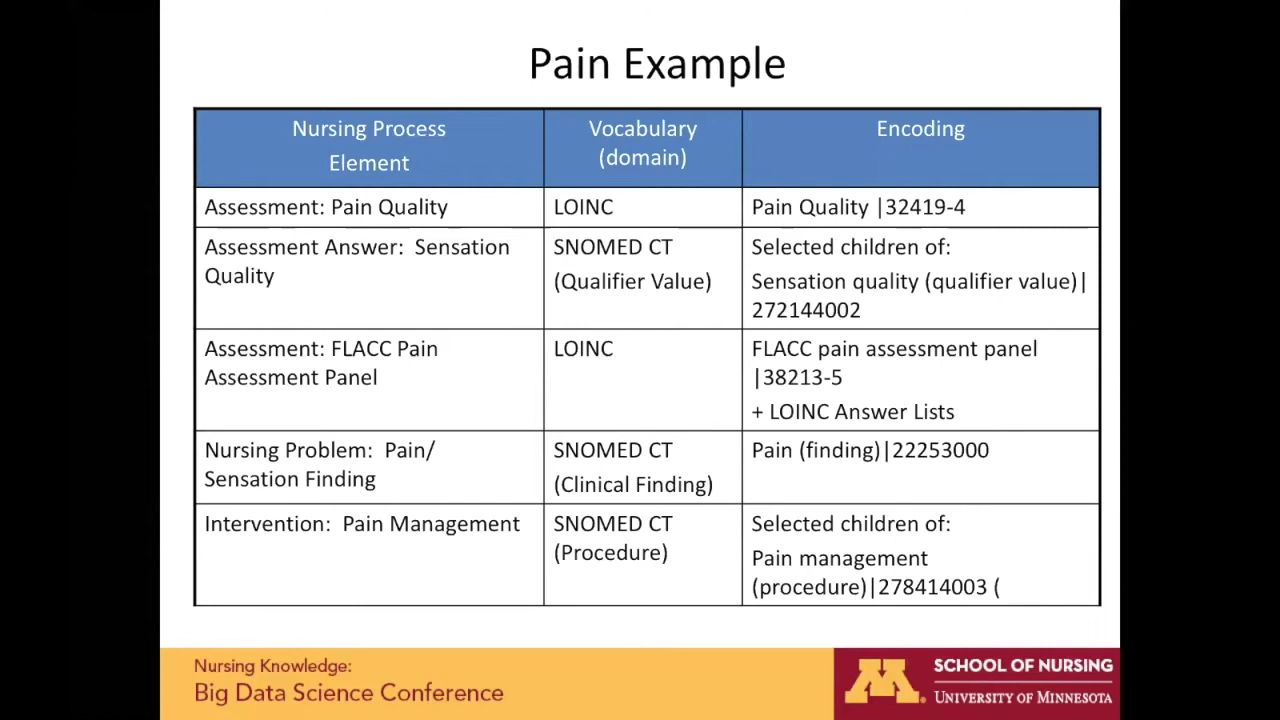 Pain Example
Nursing Process
Element
Vocabulary
(domain)
Encoding
Assessment: Pain Quality
LOINC
Pain Quality |32419-4
Assessment Answer:  Sensation
Quality
SNOMED CT
(Qualifier Value)
Selected children of:
Sensation quality (qualifier value)|
272144002
Assessment: FLACC Pain
Assessment Panel
LOINC
FLACC pain assessment panel
|38213-5
+ LOINC Answer Lists
Nursing Problem:  Pain/
Sensation Finding
SNOMED CT
(Clinical Finding)
Pain (finding)|22253000
Intervention:  Pain Management
SNOMED CT
(Procedure)
Selected children of:
Pain management
(procedure)|278414003 (
Nursing Knowledge:
Big Data Science Conference
M
SCHOOL OF NURSING
UNIVERSITY OF MINNESOTA